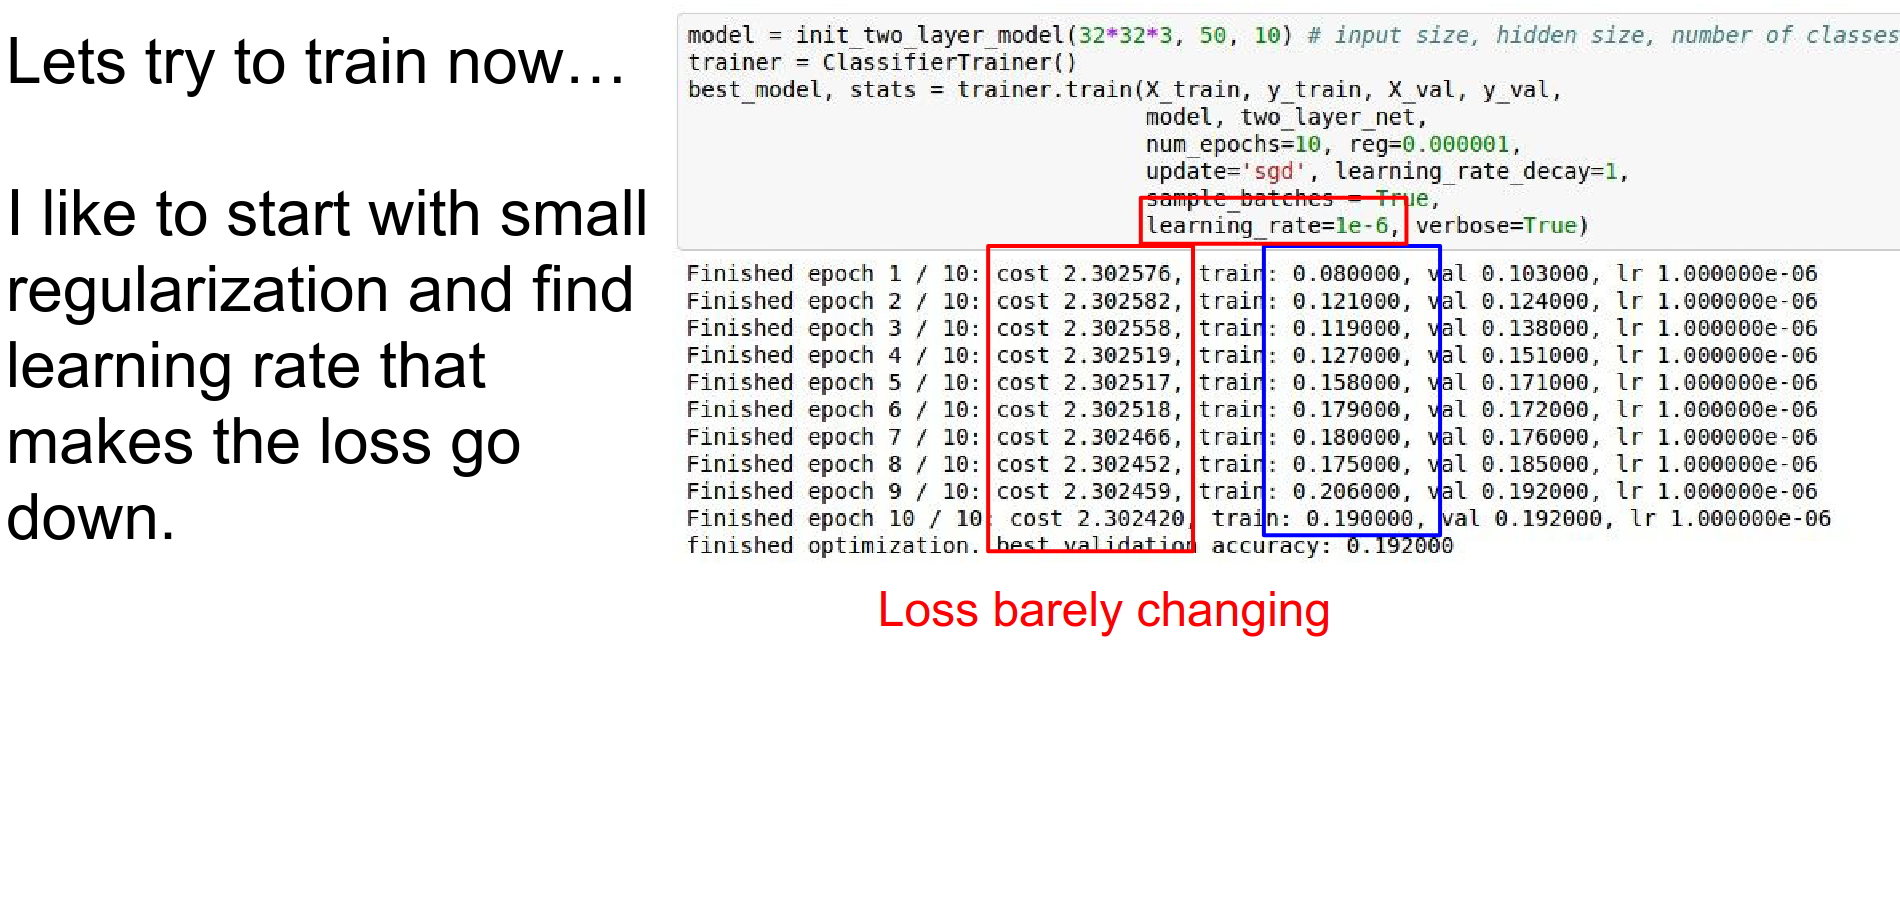 Lets try to train now…
I like to start with small
regularization and find
learning rate that
makes the loss go
down.
model = init_two_layer_model(32*32*3, 50, 10) # input size, hidden size, number of classes
trainer = ClassifierTrainer()
best_model, stats = trainer.train(X_train, y_train, X_val, y_val,
model, two_layer_net,
num_epochs=10, reg=0.000001,
update='sgd', learning_rate_decay=1,
sample_batches = True,
learning_rate=1e-6, verbose=True)
Finished epoch 1 / 10: cost 2.302576, train: 0.080000, val 0.103000, lr 1.000000e-06
Finished epoch 2 / 10: cost 2.302582, train: 0.121000, val 0.124000, lr 1.000000e-06
Finished epoch 3 / 10: cost 2.302558, train: 0.119000, val 0.138000, lr 1.000000e-06
Finished epoch 4 / 10: cost 2.302519, train: 0.127000, val 0.151000, lr 1.000000e-06
Finished epoch 5 / 10: cost 2.302517, train: 0.158000, val 0.171000, lr 1.000000e-06
Finished epoch 6 / 10: cost 2.302518, train: 0.179000, val 0.172000, lr 1.000000e-06
Finished epoch 7 / 10: cost 2.302466, train: 0.180000, val 0.176000, lr 1.000000e-06
Finished epoch 8 / 10: cost 2.302452, train: 0.175000, val 0.185000, lr 1.000000e-06
Finished epoch 9 / 10: cost 2.302459, train: 0.206000, val 0.192000, lr 1.000000e-06
Finished epoch 10 / 10: cost 2.302420, train: 0.190000, val 0.192000, lr 1.000000e-06
finished optimization. best validation accuracy: 0.192000
Loss barely changing